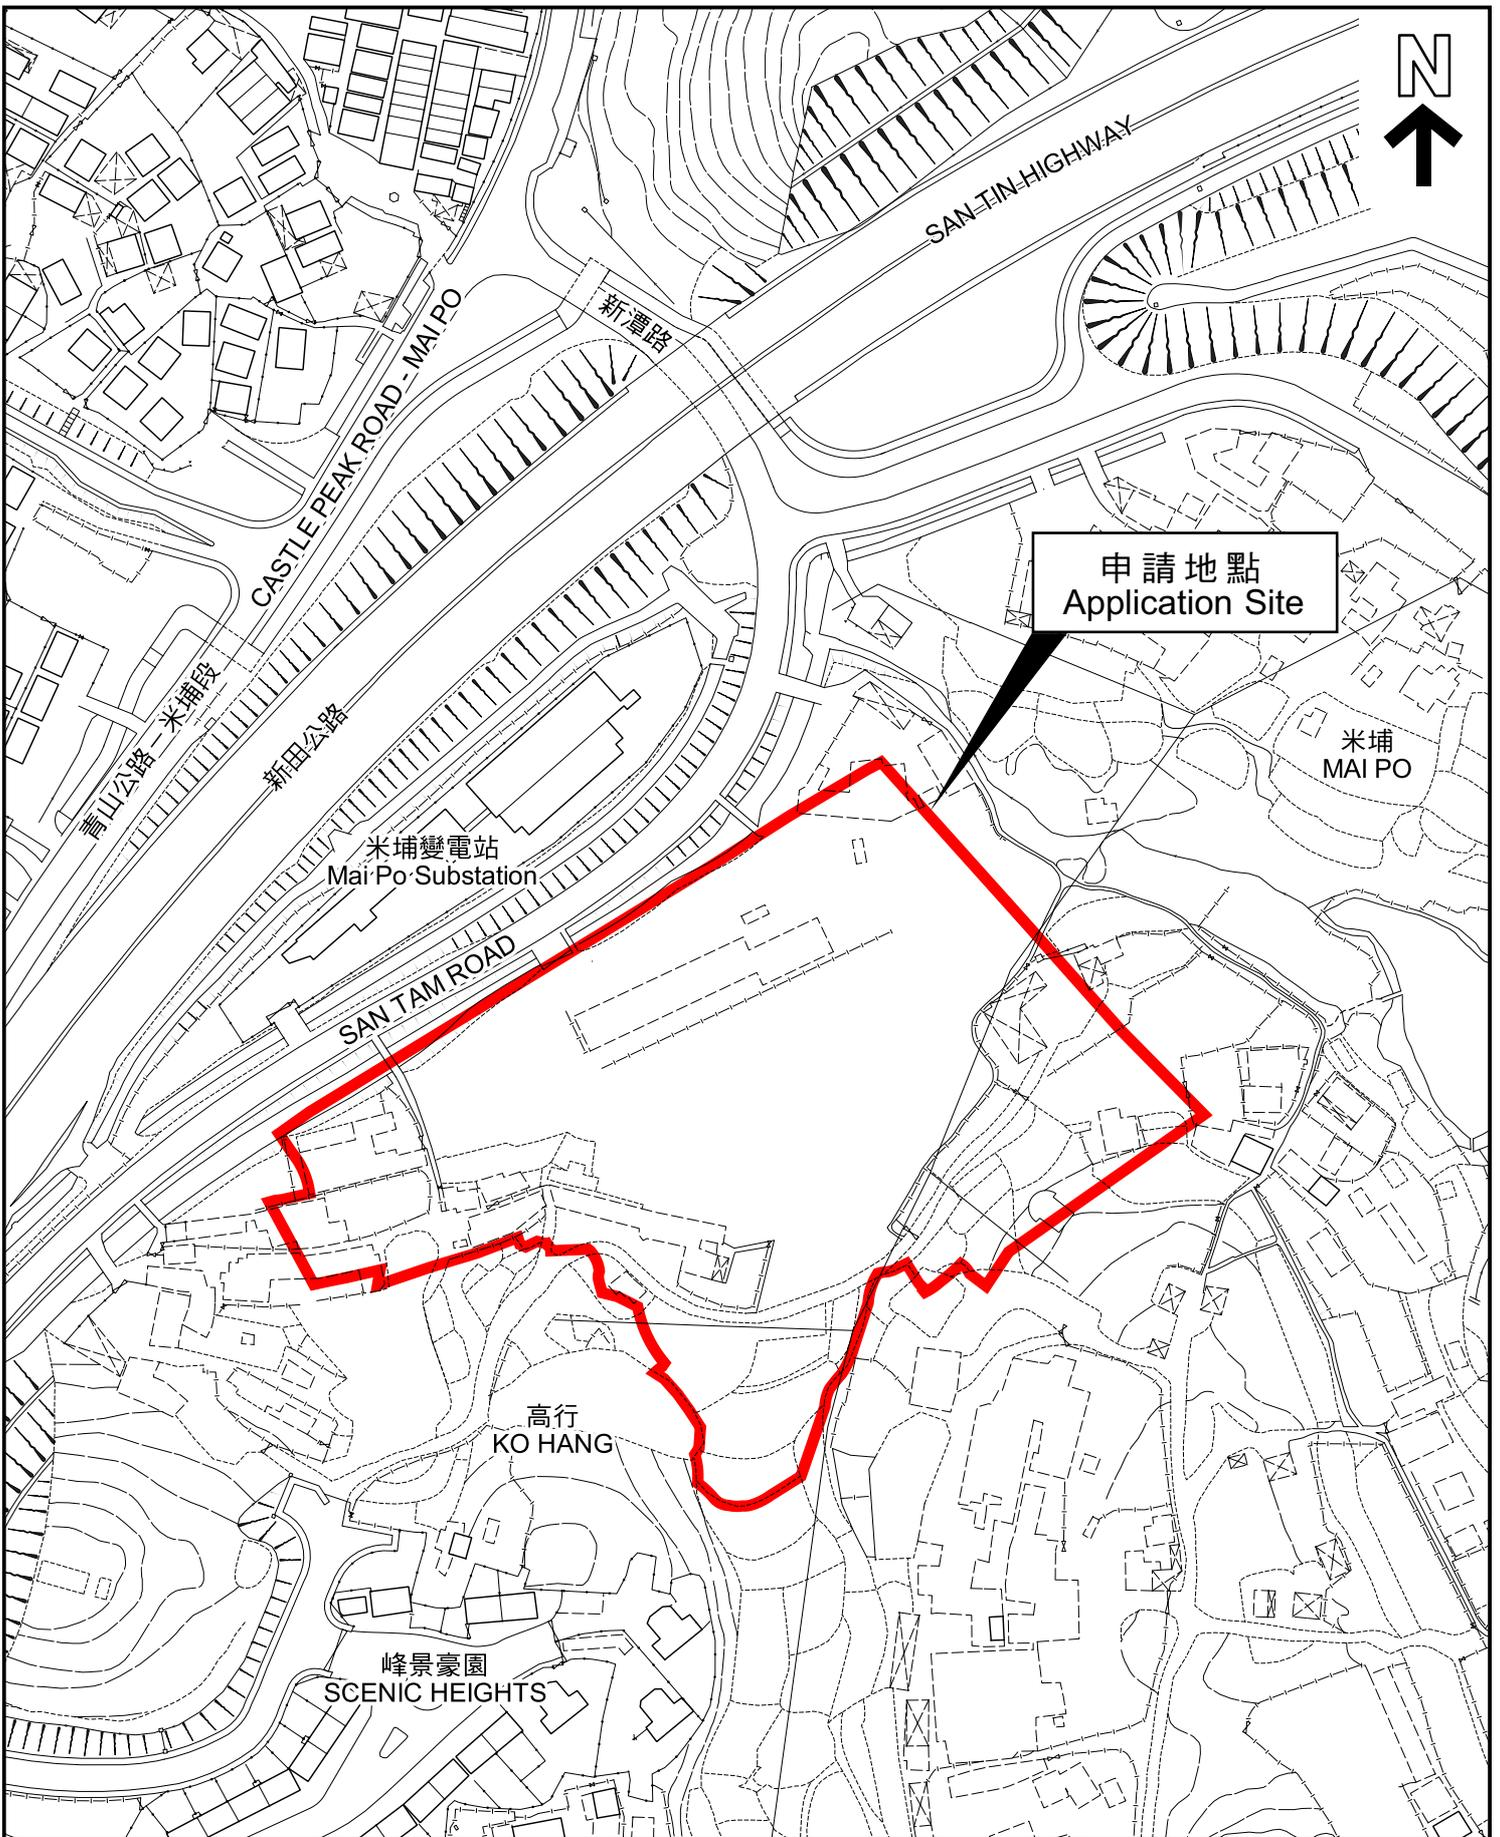 N
SAN TIN HIGHWAY
新潭路
CASTLE PEAK ROAD - MAI PO
申請地點
Application Site
青山公路－米埔段
新田公路
米埔
MAI PO
米埔變電站
Mai Po Substation
SAN TAM ROAD
高行
KO HANG
峰景豪園
SCENIC HEIGHTS